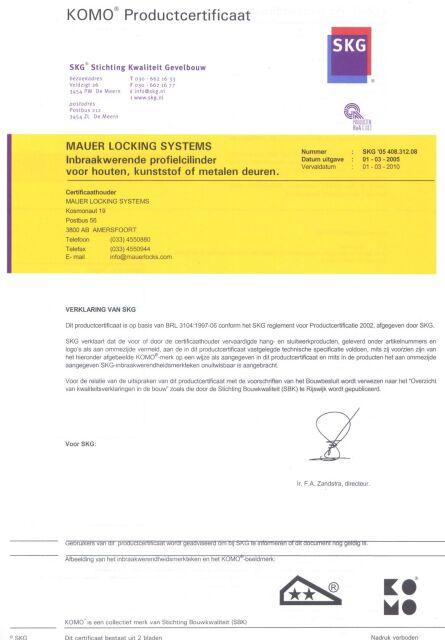 KOMO® Productcertificaat
SKG
SKG® Stichting Kwaliteit Gevelbouw
bezoekadres T 030 - 662 16 33
Veldzigt 26 F 030 - 662 16 77
3454 PW De Meern E info@skg.nl
I www.skg.nl
postadres
Postbus 212
3454 ZL De Meern
PRODUCTEN
RvA C 087
MAUER LOCKING SYSTEMS
Inbraakwerende profielcilinder
voor houten, kunststof of metalen deuren.
Nummer : SKG '05 408.312.08
Datum uitgave : 01 - 03 -2005
Vervaldatum : 01 - 03 -2010
Certificaathouder
MAUER LOCKING SYSTEMS
Kosmonaut 19
Postbus 56
3800 AB AMERSFOORT
Telefoon (033) 4550880
Telefax (033) 4550944
E- mail info@mauerlocks.com
VERKLARING VAN SKG
Dit productcertificaat is op basis van BRL 3104:1997-06 conform het SKG reglement voor Productcertificatie 2002, afgegeven door SKG.
SKG verklaart dat de voor of door de certificaathouder vervaardigde hang- en sluitwerkproducten, geleverd onder artikelnummers en
logo's als aan ommezijde vermeld, aan de in dit productcertificaat vastgelegde technische specificatie voldoen, mits zij voorzien zijn van
het hieronder afgebeelde KOMO®-merk op een wijze als aangegeven in dit productcertificaat en mits in de producten het aan ommezijde
aangegeven SKG-inbraakwerendheidsmerkteken onuitwisbaar is aangebracht.
Voor de relatie van de uitspraken van dit productcertificaat met de voorschriften van het Bouwbesluit wordt verwezen naar het "Overzicht
van kwaliteitsverklaringen in de bouw" zoals die door de Stichting Bouwkwaliteit (SBK) te Rijswijk wordt gepubliceerd.
Voor SKG:
Ir. F.A. Zandstra, directeur.
Gebruikers van dit productcertificaat wordt geadviseerd om bij SKG te informeren of dit document nog geldig is.
Afbeelding van het inbraakwerendheidsmerkteken en het KOMO®-beeldmerk:
®
KOMO
KOMO® is een collectief merk van Stichting Bouwkwaliteit (SBK)
© SKG Dit certificaat bestaat uit 2 bladen Nadruk verboden